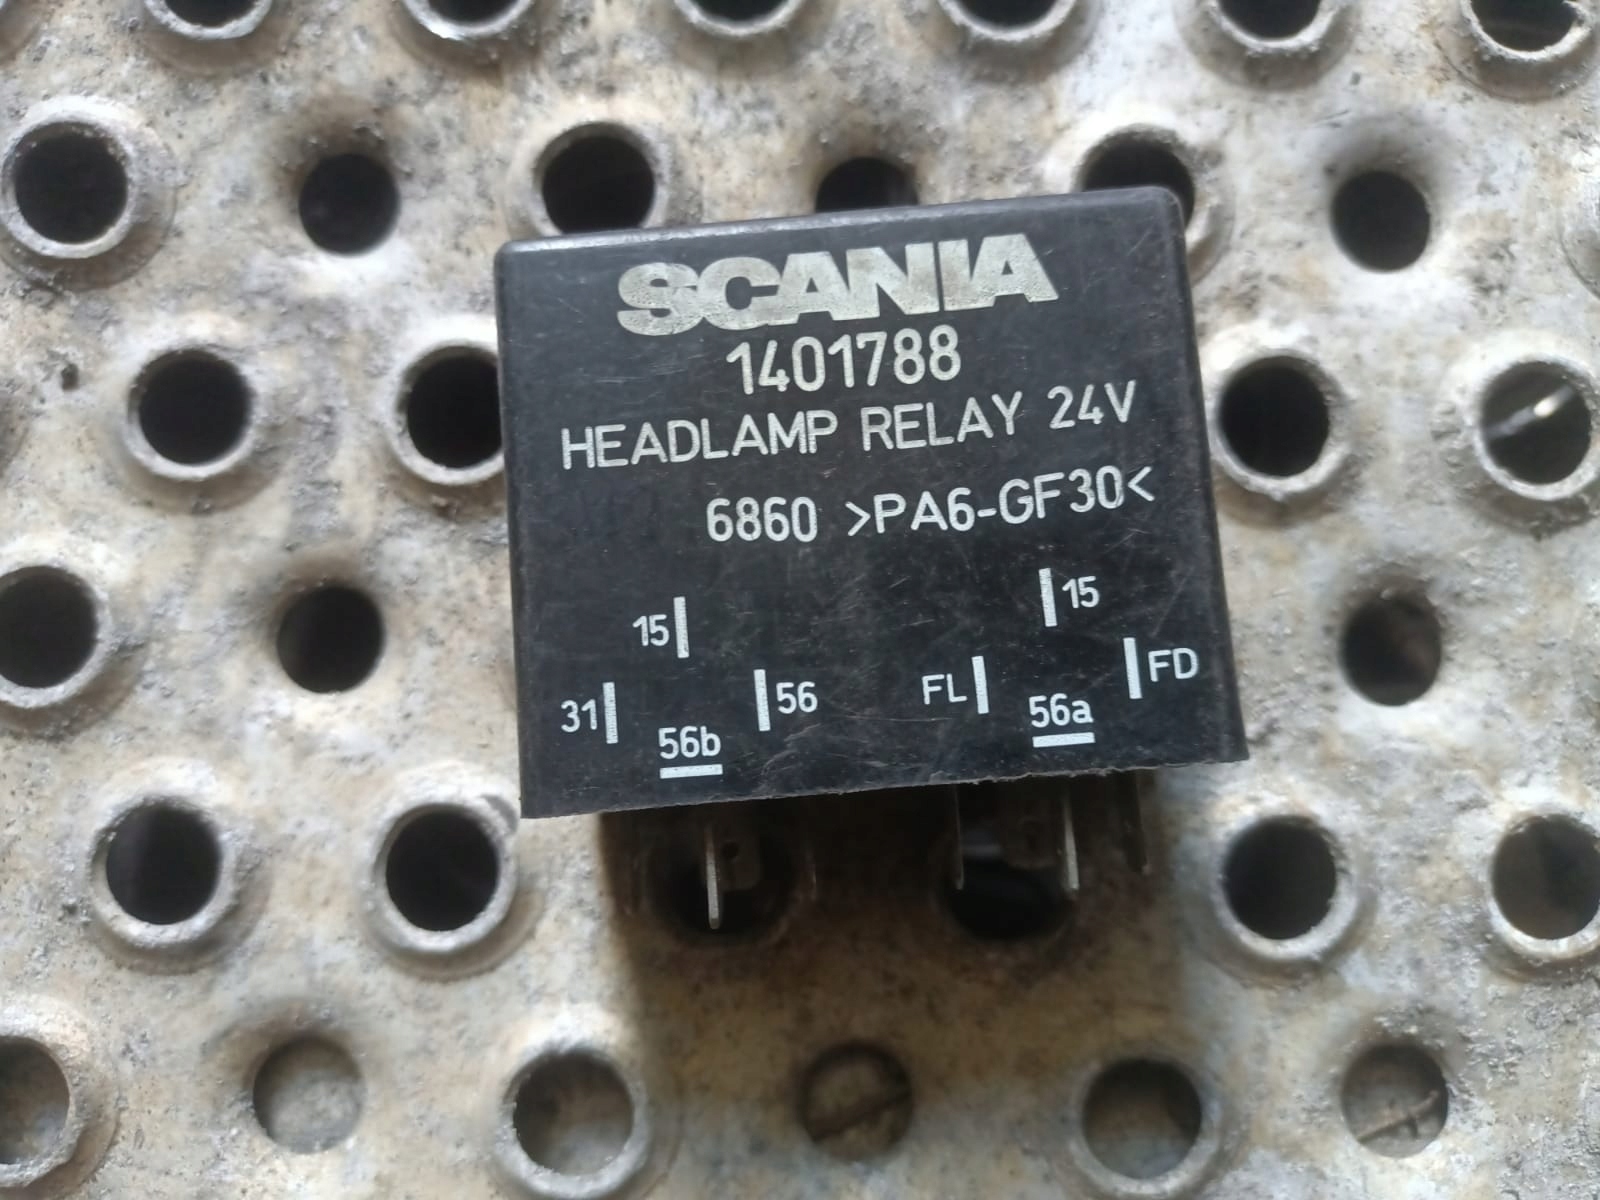 SCANIA
1401788
HEADLAMP RELAY 24V
6860 >PA6-GF30<
15 15
31 56 FL FD
56b 56a